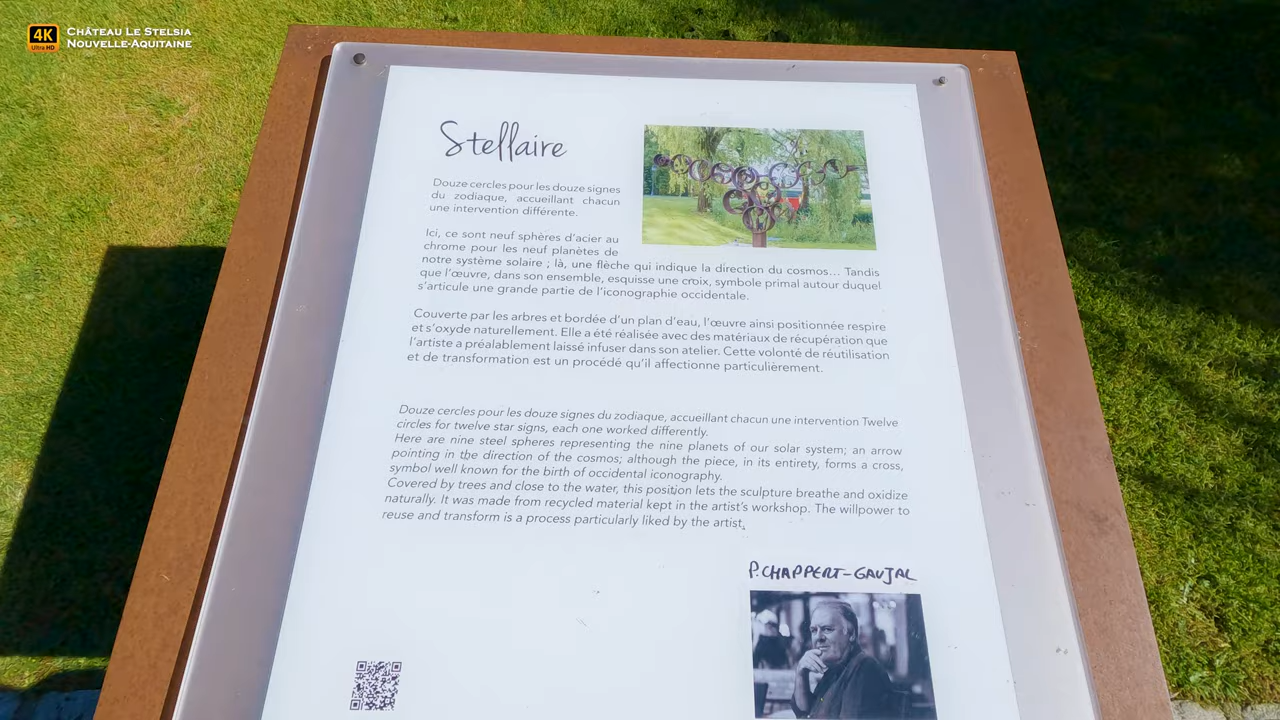 4K
Ultra HD
Château Le Stelsia
Nouvelle-Aquitaine
Stellaire
Douze cercles pour les douze signes
du zodiaque, accueillant chacun
une intervention différente.
Ici, ce sont neuf sphères d'acier au
chrome pour les neuf planètes de
notre système solaire ; là, une flèche qui indique la direction du cosmos... Tandis
que l'œuvre, dans son ensemble, esquisse une croix, symbole primal autour duquel
s'articule une grande partie de l'iconographie occidentale.
Couverte par les arbres et bordée d'un plan d'eau, l'œuvre ainsi positionnée respire
et s'oxyde naturellement. Elle a été réalisée avec des matériaux de récupération que
l'artiste a préalablement laissé infuser dans son atelier. Cette volonté de réutilisation
et de transformation est un procédé qu'il affectionne particulièrement.
Douze cercles pour les douze signes du zodiaque, accueillant chacun une intervention Twelve
circles for twelve star signs, each one worked differently.
Here are nine steel spheres representing the nine planets of our solar system; an arrow
pointing in the direction of the cosmos; although the piece, in its entirety, forms a cross,
symbol well known for the birth of occidental iconography.
Covered by trees and close to the water, this position lets the sculpture breathe and oxidize
naturally. It was made from recycled material kept in the artist's workshop. The willpower to
reuse and transform is a process particularly liked by the artist.
P. CHAPPERT-GAUJAL